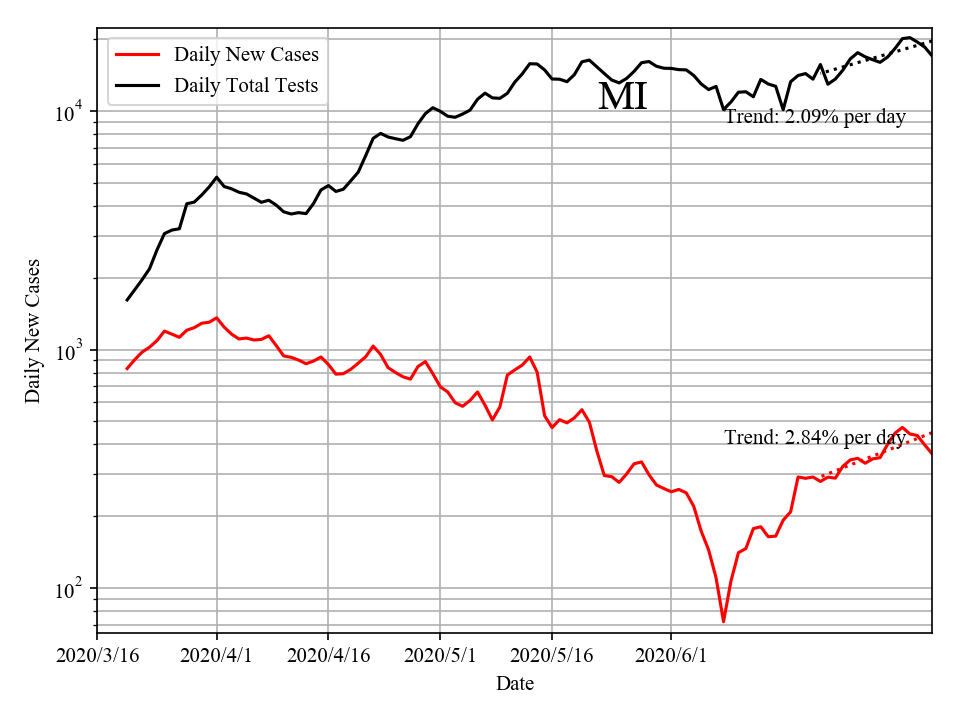 Daily New Cases
Daily Total Tests
MI
Trend: 2.09% per day
Trend: 2.84% per day
10^4
10^3
10^2
Daily New Cases
2020/3/16 2020/4/1 2020/4/16 2020/5/1 2020/5/16 2020/6/1
Date